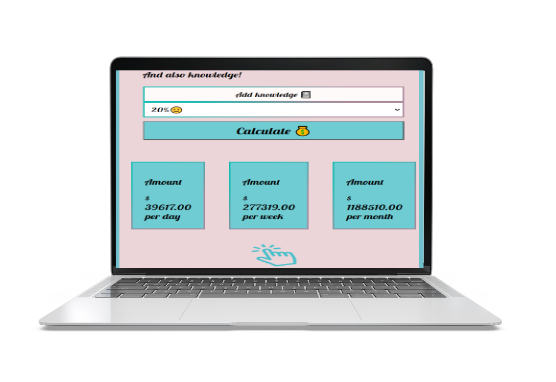 And also knowledge!
Add knowledge
20%
Calculate
Amount
$
39617.00
per day
Amount
$
277319.00
per week
Amount
$
1188510.00
per month